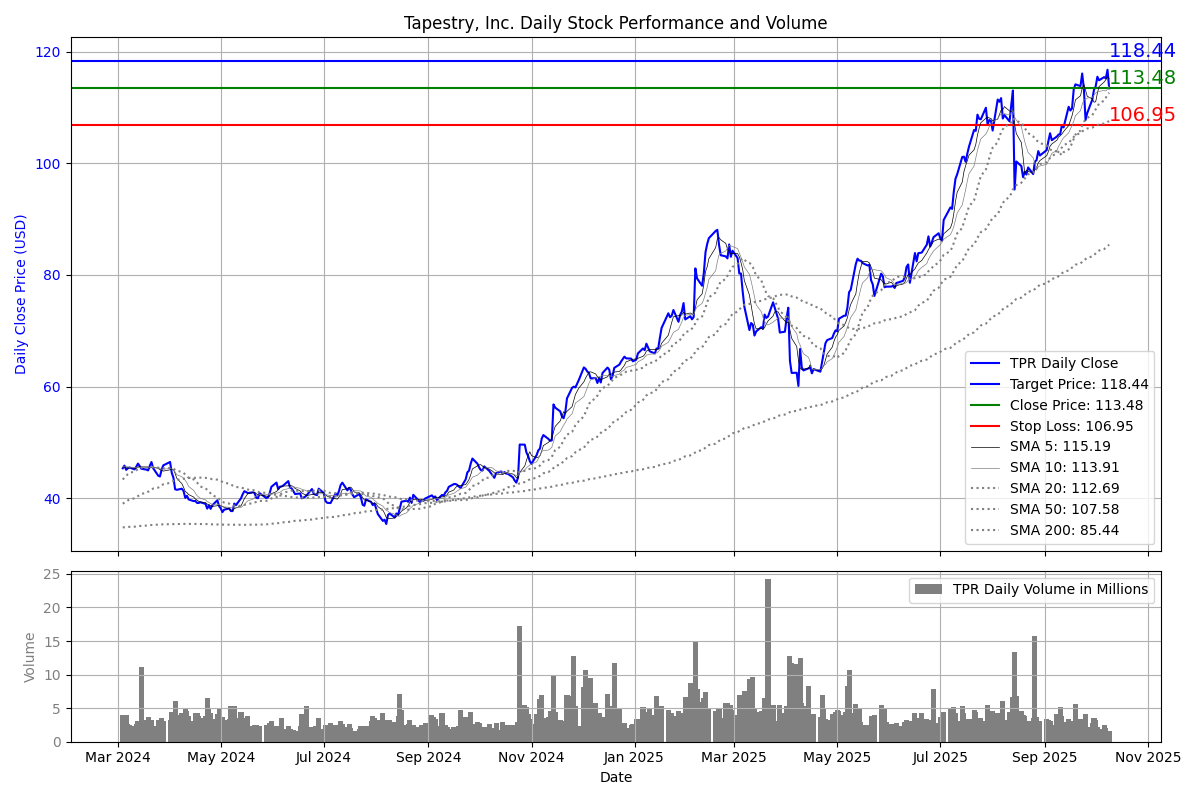 Tapestry, Inc. Daily Stock Performance and Volume
Daily Close Price (USD)
120
100
80
60
40
118.44
113.48
106.95
TPR Daily Close
Target Price: 118.44
Close Price: 113.48
Stop Loss: 106.95
SMA 5: 115.19
SMA 10: 113.91
SMA 20: 112.69
SMA 50: 107.58
SMA 200: 85.44
Volume
25
20
15
10
5
0
TPR Daily Volume in Millions
Mar 2024 May 2024 Jul 2024 Sep 2024 Nov 2024 Jan 2025 Mar 2025 May 2025 Jul 2025 Sep 2025 Nov 2025
Date